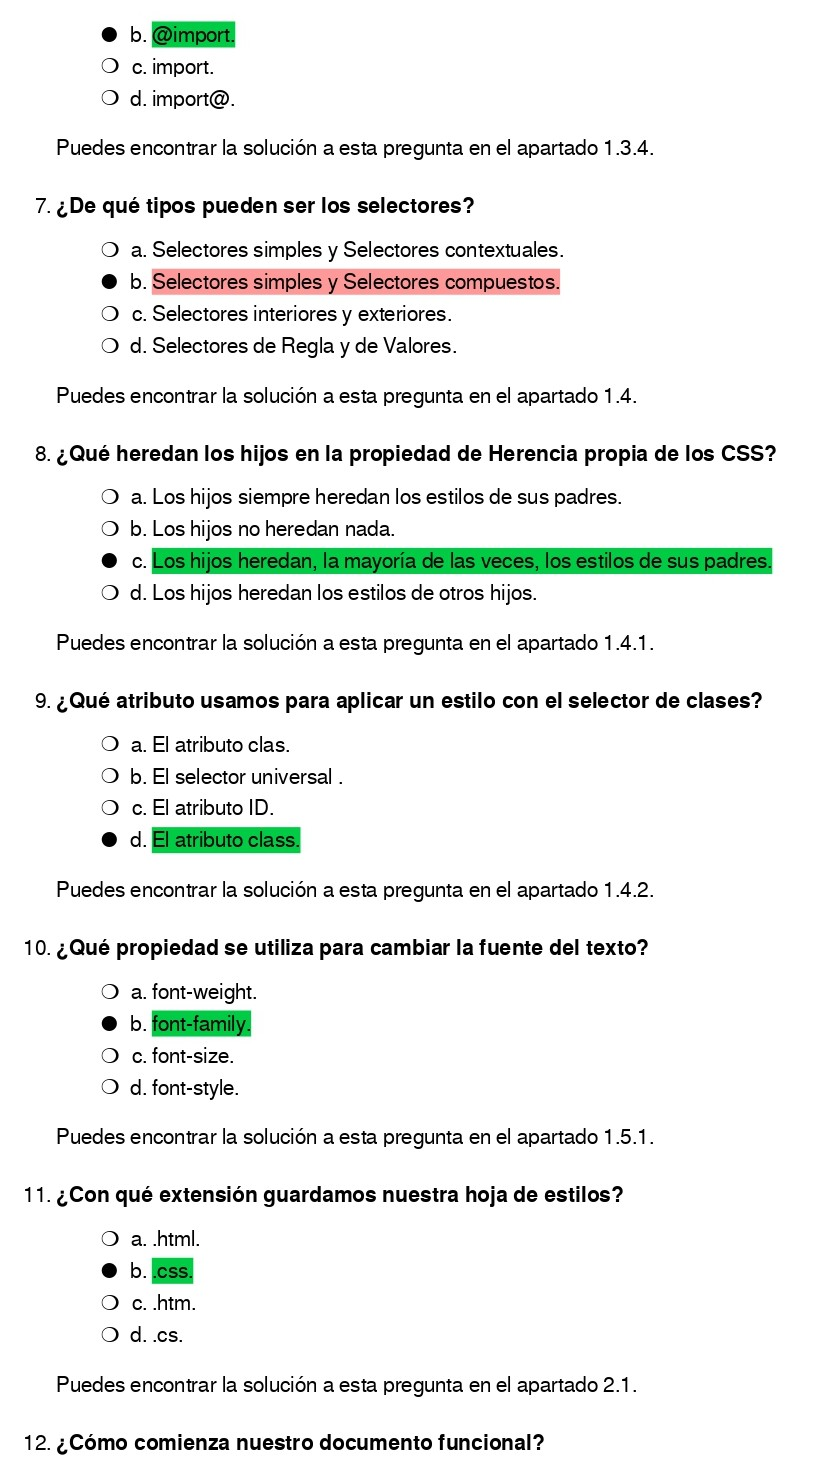 b. @import.
c. import.
d. import@.
Puedes encontrar la solución a esta pregunta en el apartado 1.3.4.
7. ¿De qué tipos pueden ser los selectores?
a. Selectores simples y Selectores contextuales.
b. Selectores simples y Selectores compuestos.
c. Selectores interiores y exteriores.
d. Selectores de Regla y de Valores.
Puedes encontrar la solución a esta pregunta en el apartado 1.4.
8. ¿Qué heredan los hijos en la propiedad de Herencia propia de los CSS?
a. Los hijos siempre heredan los estilos de sus padres.
b. Los hijos no heredan nada.
c. Los hijos heredan, la mayoría de las veces, los estilos de sus padres.
d. Los hijos heredan los estilos de otros hijos.
Puedes encontrar la solución a esta pregunta en el apartado 1.4.1.
9. ¿Qué atributo usamos para aplicar un estilo con el selector de clases?
a. El atributo clas.
b. El selector universal .
c. El atributo ID.
d. El atributo class.
Puedes encontrar la solución a esta pregunta en el apartado 1.4.2.
10. ¿Qué propiedad se utiliza para cambiar la fuente del texto?
a. font-weight.
b. font-family.
c. font-size.
d. font-style.
Puedes encontrar la solución a esta pregunta en el apartado 1.5.1.
11. ¿Con qué extensión guardamos nuestra hoja de estilos?
a. .html.
b. .css.
c. .htm.
d. .cs.
Puedes encontrar la solución a esta pregunta en el apartado 2.1.
12. ¿Cómo comienza nuestro documento funcional?